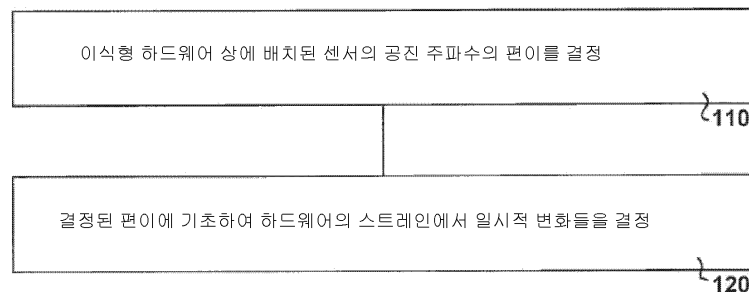 이식형 하드웨어 상에 배치된 센서의 공진 주파수의 편이를 결정
110
결정된 편이에 기초하여 하드웨어의 스트레인에서 일시적 변화들을 결정
120